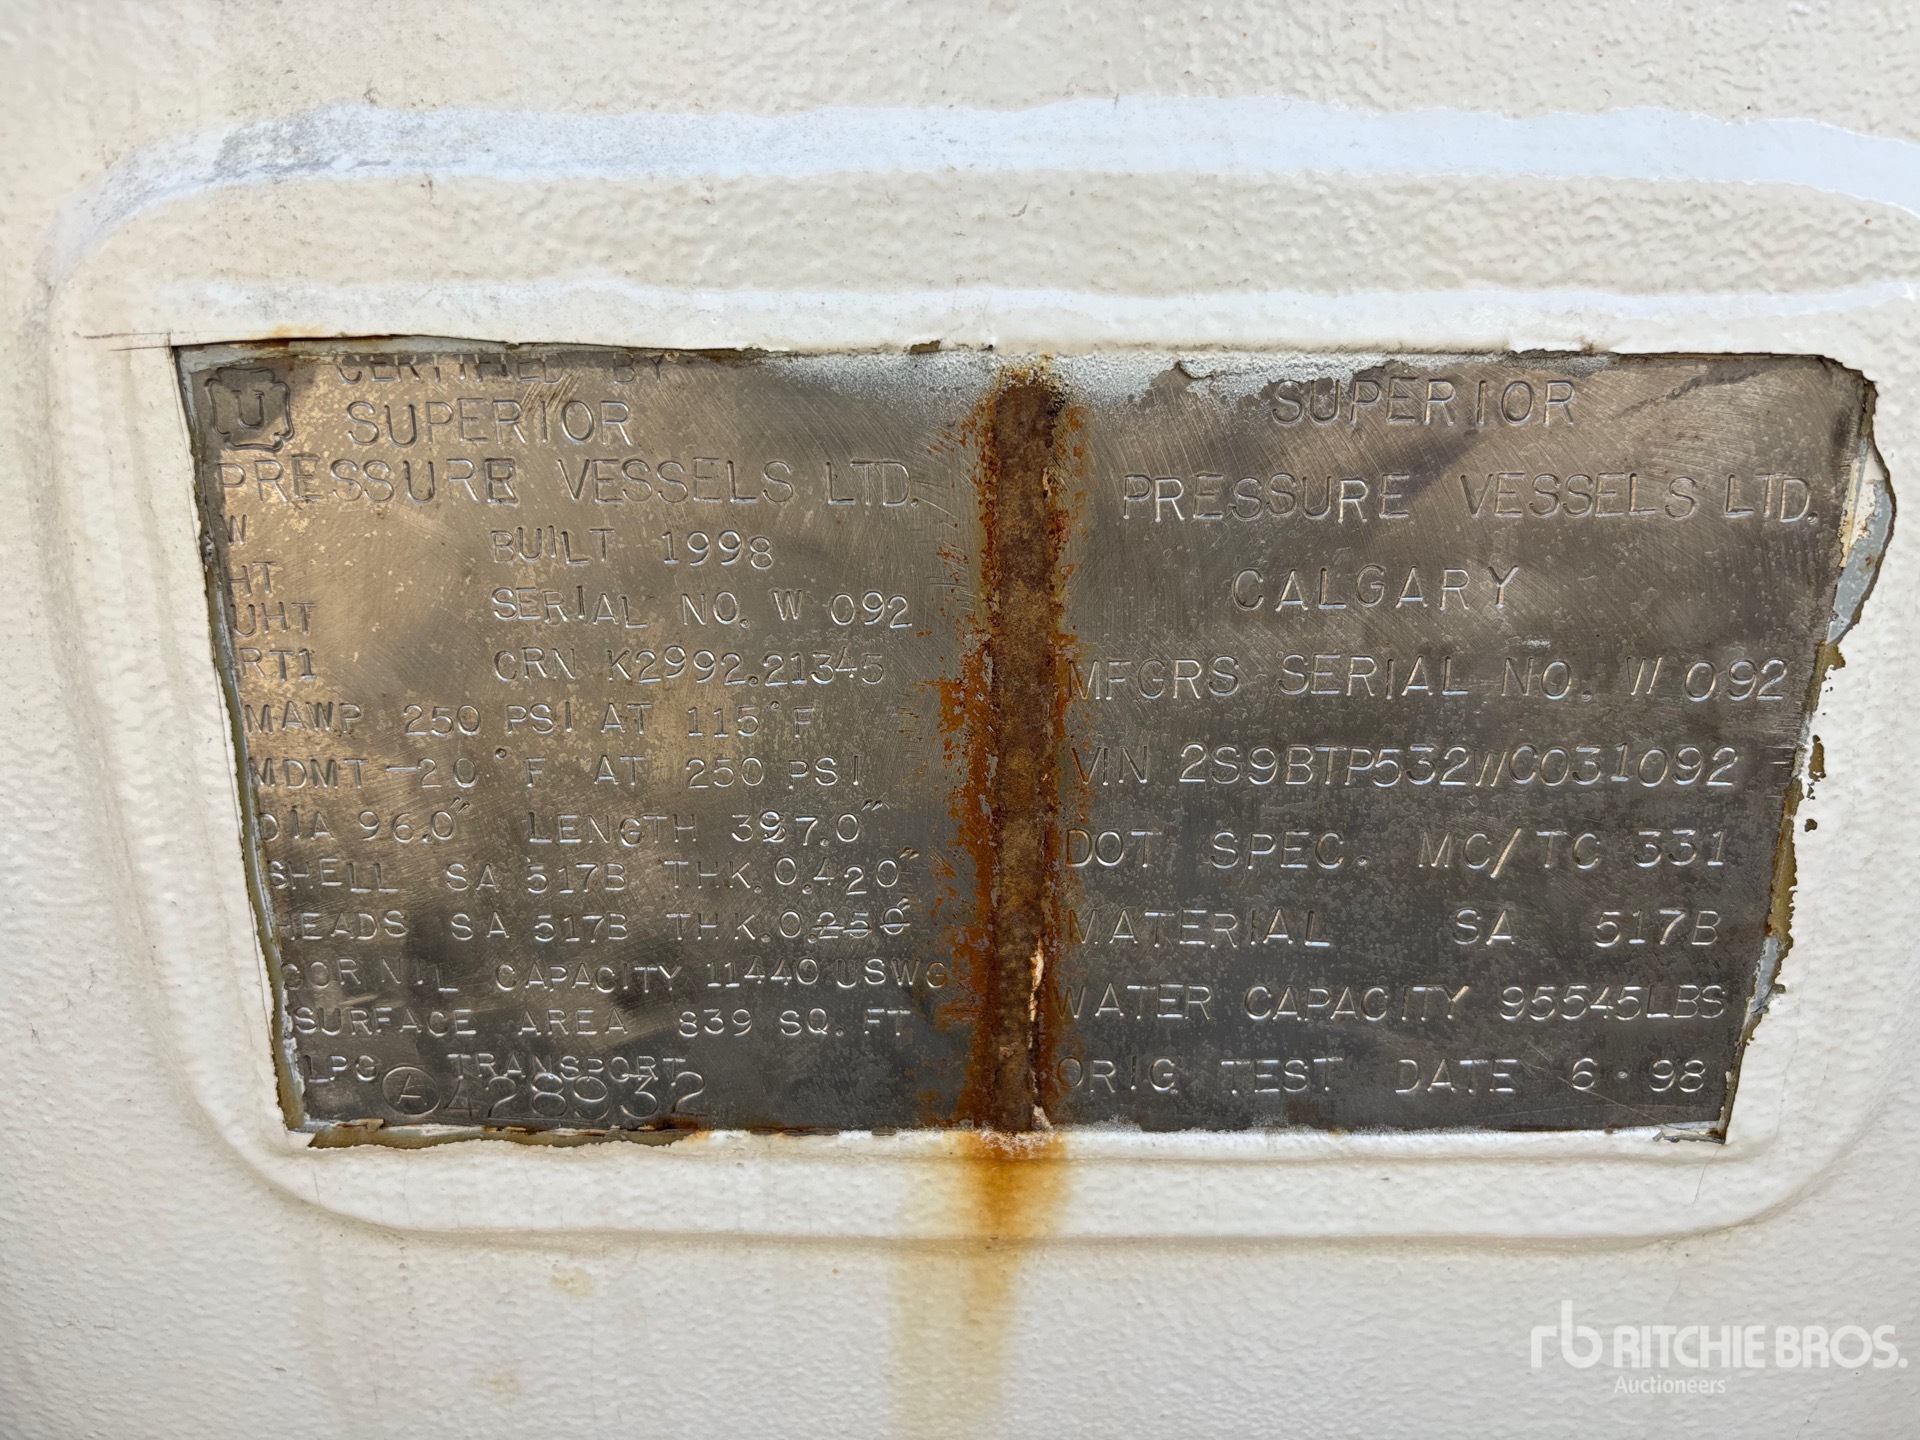 U
CERTIFIED BY
SUPERIOR
PRESSURE VESSELS LTD.
W
HT
UHT
RT1
BUILT 1998
SERIAL NO. W 092
CRN K2992.21345
MAWP 250 PSI AT 115°F
MDMT -20°F AT 250 PSI
DIA 96.0" LENGTH 397.0"
SHELL SA 517B THK. 0.420"
HEADS SA 517B THK. 0.250"
COR NIL CAPACITY 11440 USWG
SURFACE AREA 839 SQ. FT
LPG TRANSPORT
A 428932
SUPERIOR
PRESSURE VESSELS LTD.
CALGARY
MFGRS SERIAL NO. W 092
VIN 2S9BTP532WC031092
DOT SPEC. MC/TC 331
MATERIAL SA 517B
WATER CAPACITY 95545LBS
ORIG TEST DATE 6·98
rb RITCHIE BROS.
Auctioneers